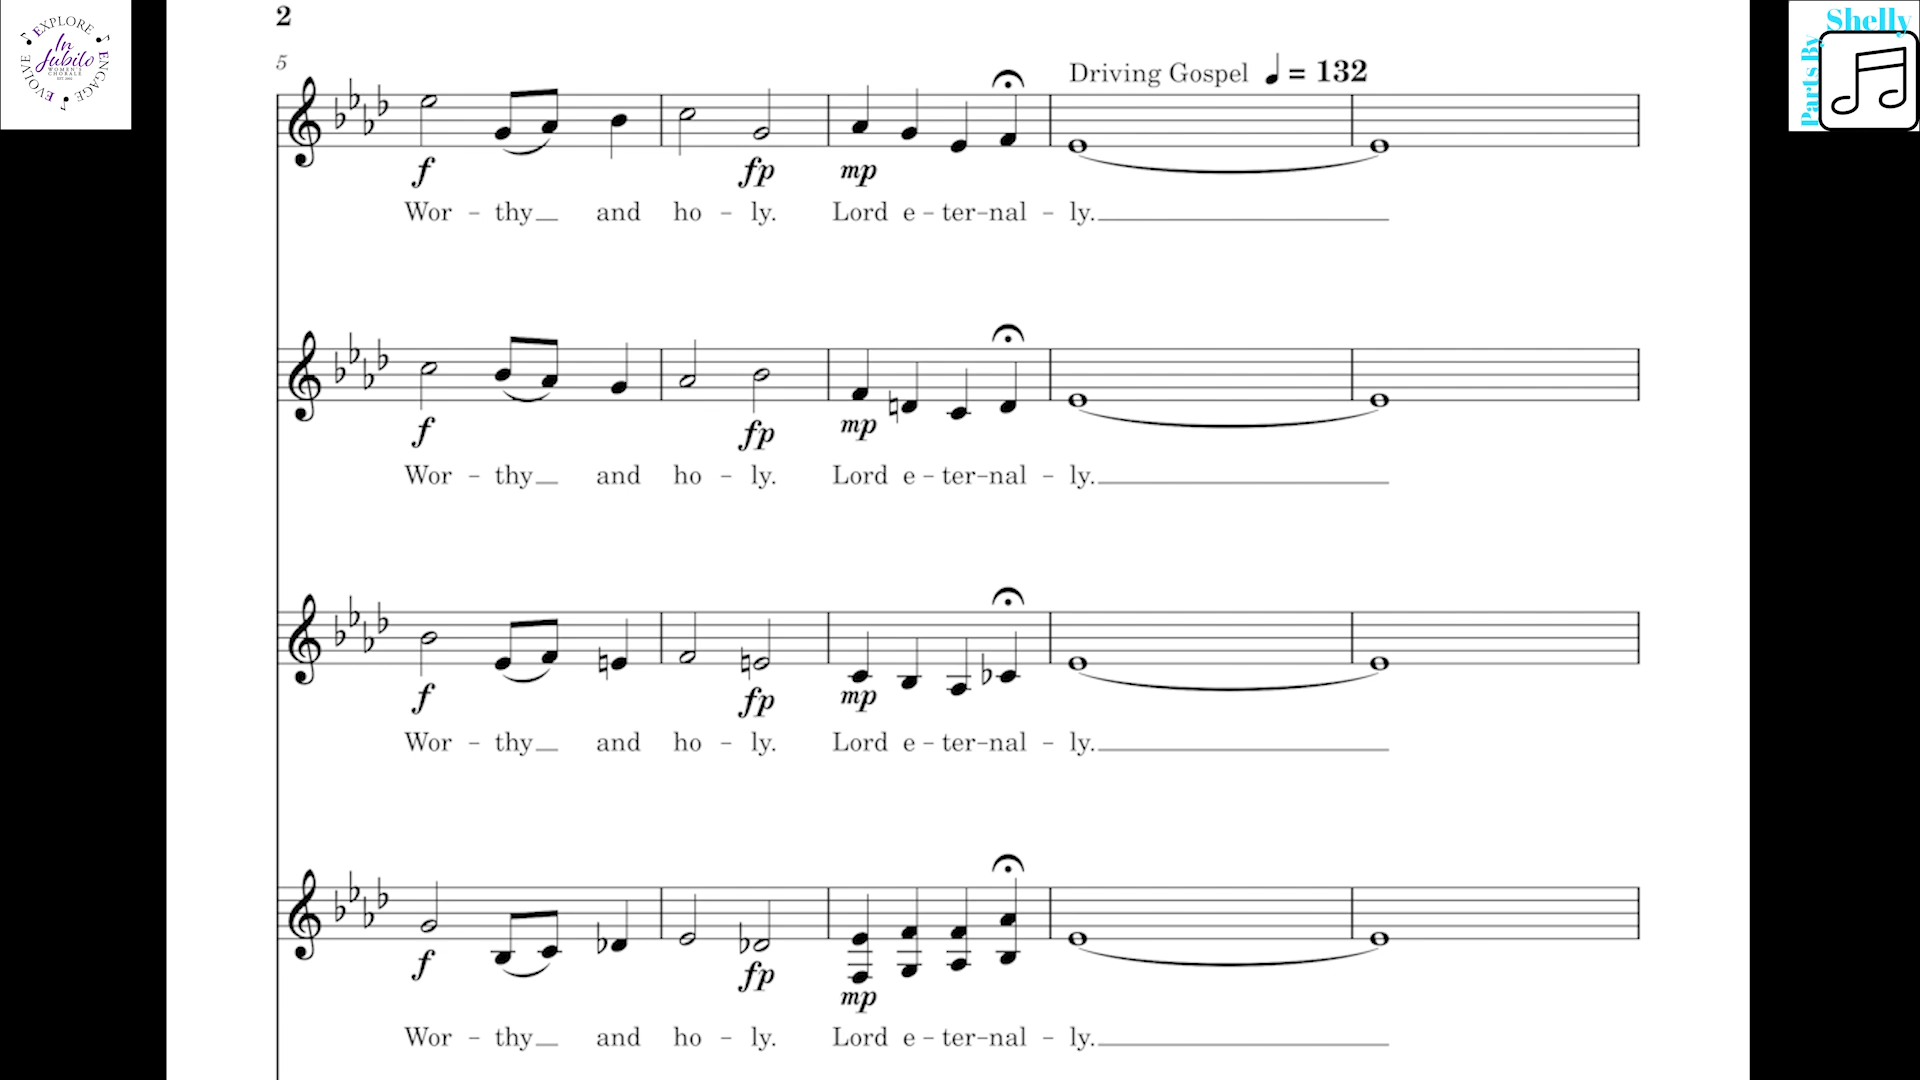 EXPLORE
ENGAGE
EVOLVE
In
Jubilo
WOMEN'S
CHORALE
Parts By
Shelly
2
5
Driving Gospel ♩ = 132
f fp mp
Wor - thy and ho - ly. Lord e - ter - nal - ly.
f fp mp
Wor - thy and ho - ly. Lord e - ter - nal - ly.
f fp mp
Wor - thy and ho - ly. Lord e - ter - nal - ly.
f fp mp
Wor - thy and ho - ly. Lord e - ter - nal - ly.